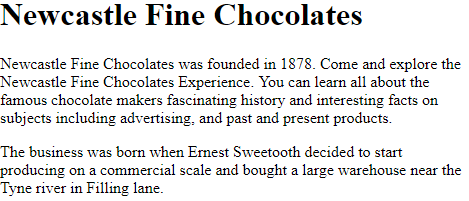 Newcastle Fine Chocolates
Newcastle Fine Chocolates was founded in 1878. Come and explore the
Newcastle Fine Chocolates Experience. You can learn all about the
famous chocolate makers fascinating history and interesting facts on
subjects including advertising, and past and present products.
The business was born when Ernest Sweetooth decided to start
producing on a commercial scale and bought a large warehouse near the
Tyne river in Filling lane.